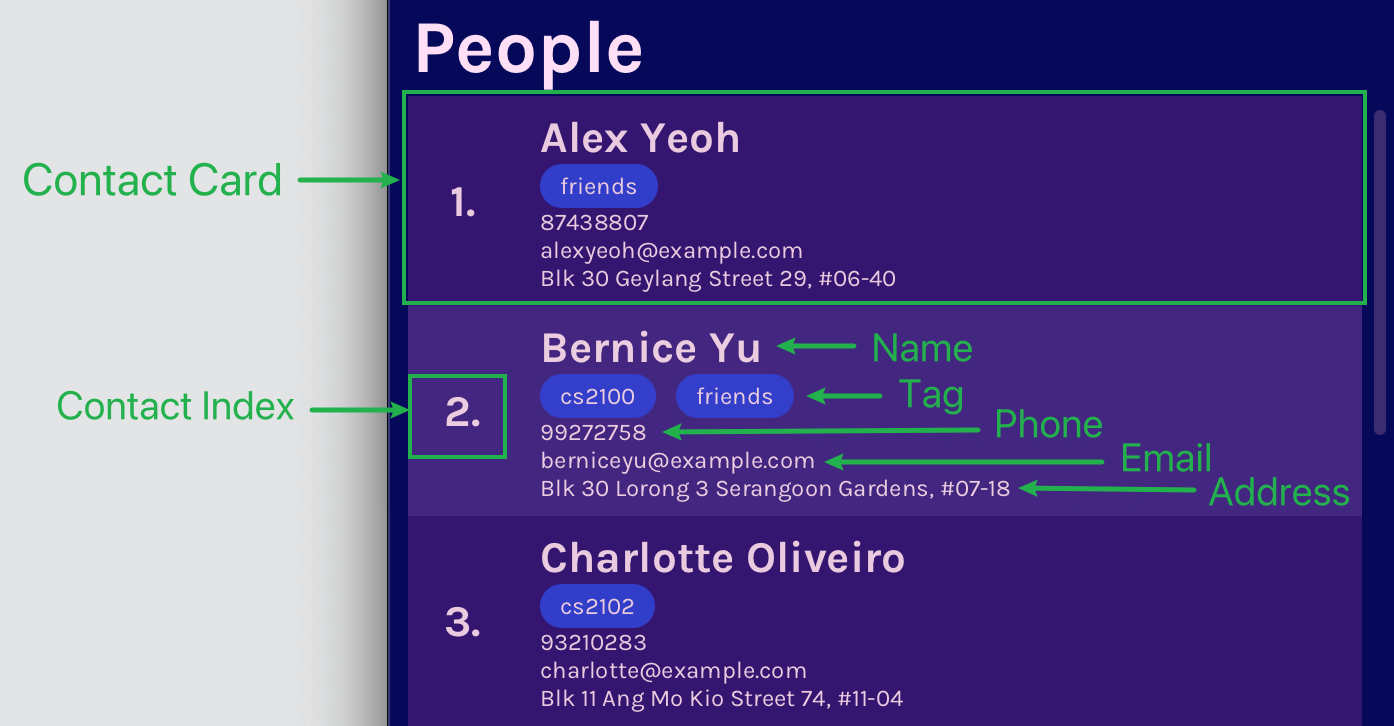 People
Contact Card
1.
Alex Yeoh
friends
87438807
alexyeoh@example.com
Blk 30 Geylang Street 29, #06-40
Contact Index
2.
Bernice Yu
Name
cs2100 friends
Tag
99272758
Phone
berniceyu@example.com
Email
Blk 30 Lorong 3 Serangoon Gardens, #07-18
Address
3.
Charlotte Oliveiro
cs2102
93210283
charlotte@example.com
Blk 11 Ang Mo Kio Street 74, #11-04